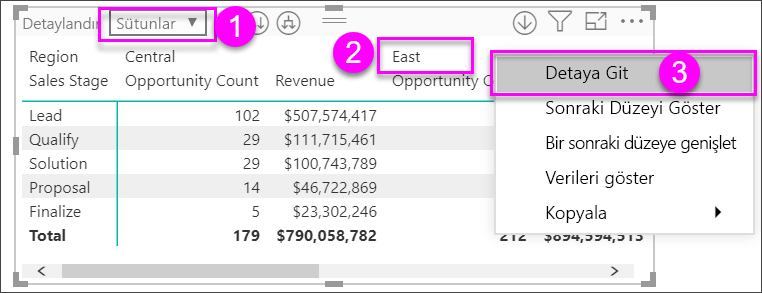 Detaylandır Sütunlar 1
2
Region Central East
Sales Stage Opportunity Count Revenue Opportunity C
Lead 102 $507,574,417
Qualify 29 $111,715,461
Solution 29 $100,743,789
Proposal 14 $46,722,869
Finalize 5 $23,302,246
Total 179 $790,058,782 212 $894,594,513
Detaya Git 3
Sonraki Düzeyi Göster
Bir sonraki düzeye genişlet
Verileri göster
Kopyala